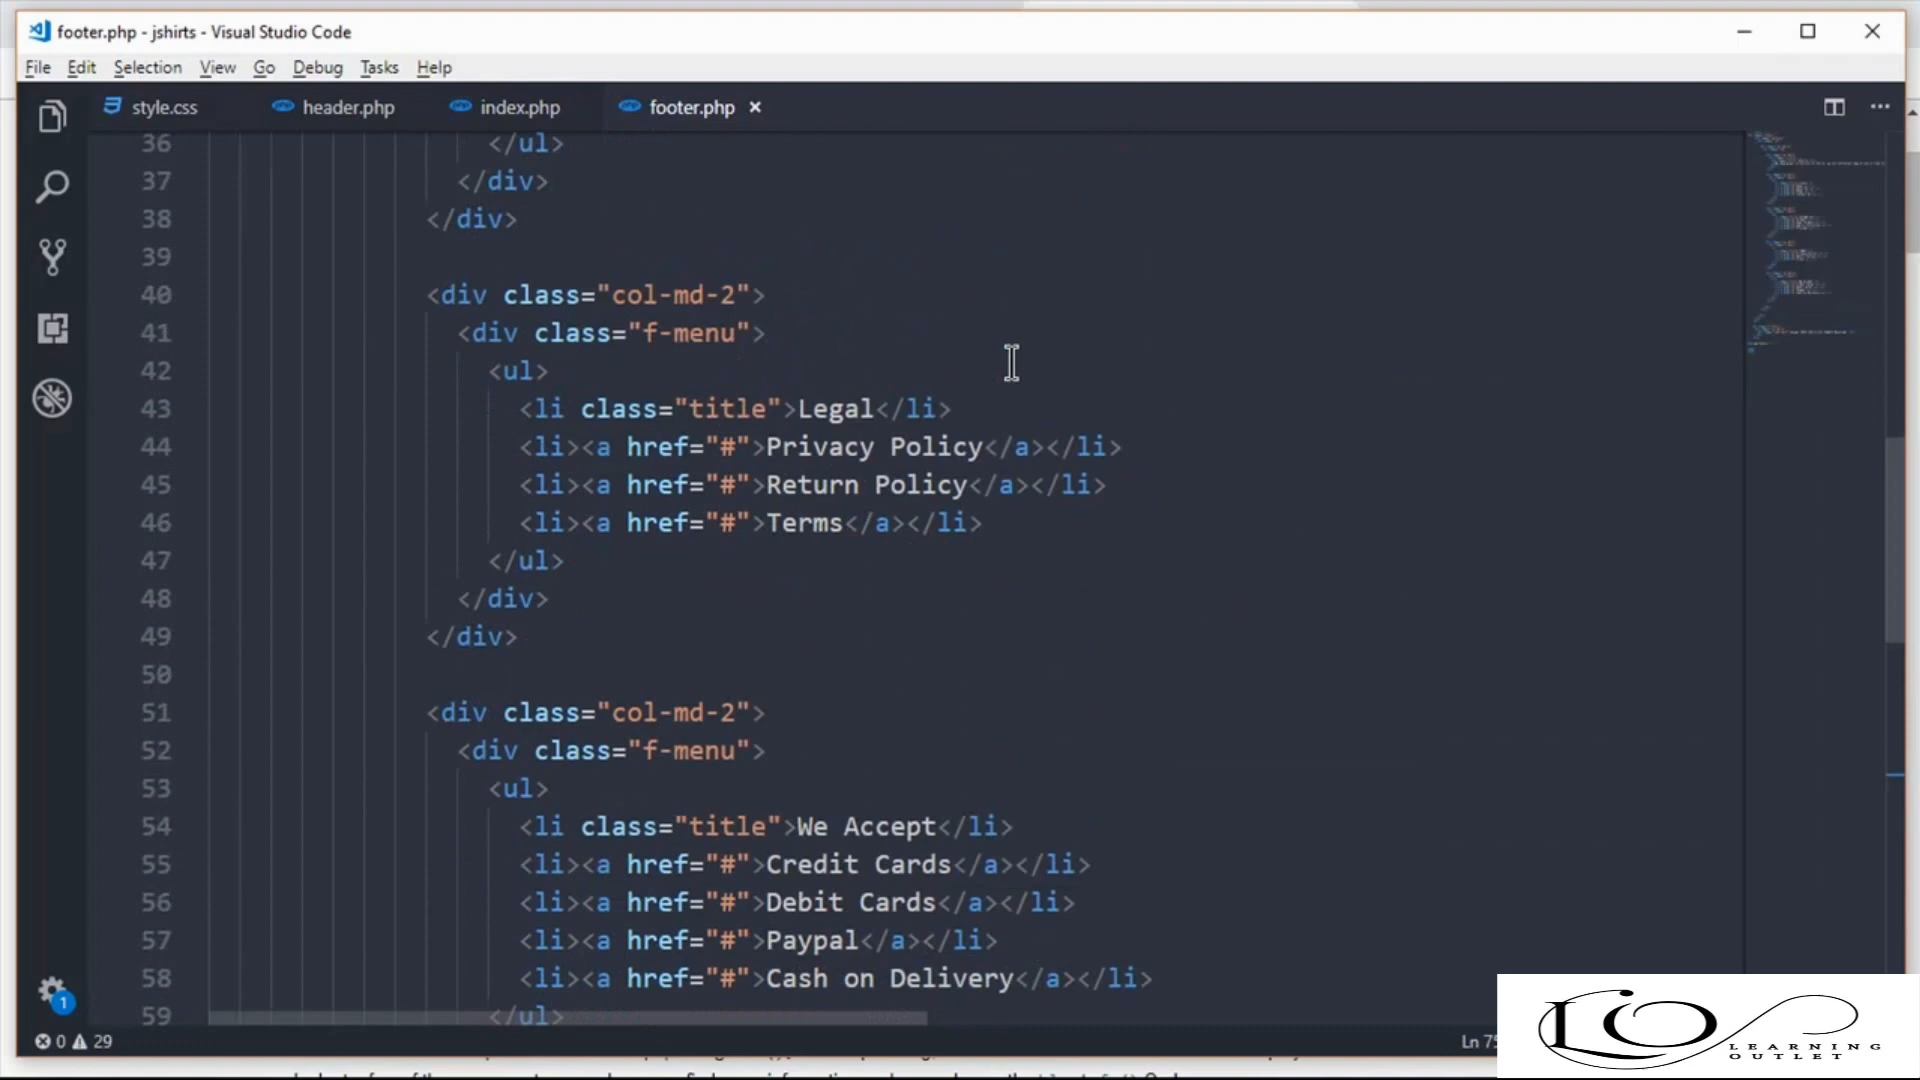 footer.php - jshirts - Visual Studio Code
File Edit Selection View Go Debug Tasks Help
style.css header.php index.php footer.php
36 </ul>
37 </div>
38 </div>
39
40 <div class="col-md-2">
41 <div class="f-menu">
42 <ul>
43 <li class="title">Legal</li>
44 <li><a href="#">Privacy Policy</a></li>
45 <li><a href="#">Return Policy</a></li>
46 <li><a href="#">Terms</a></li>
47 </ul>
48 </div>
49 </div>
50
51 <div class="col-md-2">
52 <div class="f-menu">
53 <ul>
54 <li class="title">We Accept</li>
55 <li><a href="#">Credit Cards</a></li>
56 <li><a href="#">Debit Cards</a></li>
57 <li><a href="#">Paypal</a></li>
58 <li><a href="#">Cash on Delivery</a></li>
59 </ul>
1
0 29
Ln 75
LO
LEARNING
OUTLET